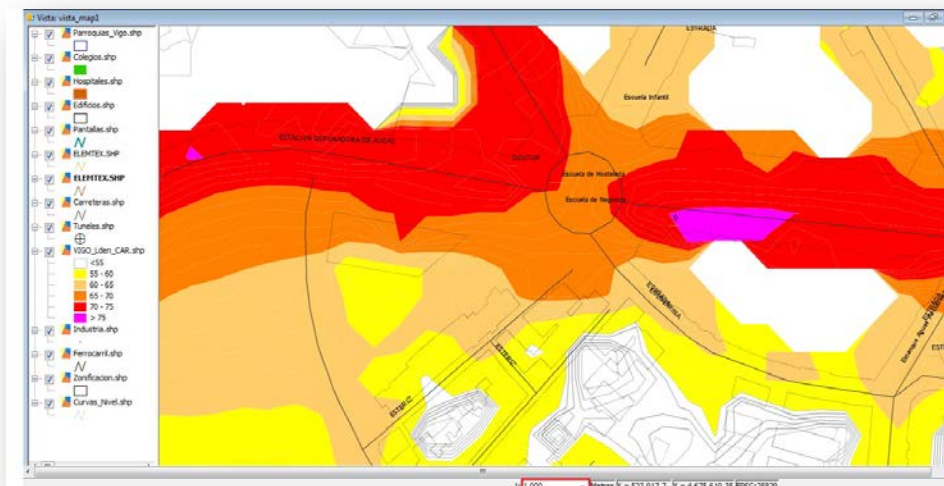 Vista: vista_map1
Parroquias_Vigo.shp
Colegios.shp
Hospitales.shp
Edificios.shp
Pantallas.shp
ELEMTEX.SHP
ELEMTEX.SHP
Carreteras.shp
Tuneles.shp
VIGO_Lden_CAR.shp
<55
55 - 60
60 - 65
65 - 70
70 - 75
> 75
Industria.shp
Ferrocarril.shp
Zonificacion.shp
Curvas_Nivel.shp
ESTRADA
Escuela Infantil
ESTACION DEPURADORA DE AUGAS
DOUTOR
Escuela de Hosteleria
Escuela de Negocios